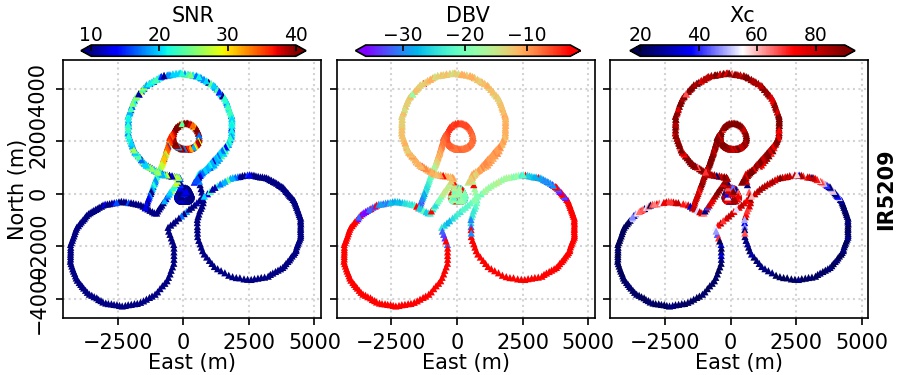 SNR DBV Xc
10 20 30 40 −30 −20 −10 20 40 60 80
4000
2000
0
−2000
−4000
North (m)
IR5209
−2500 0 2500 5000 −2500 0 2500 5000 −2500 0 2500 5000
East (m) East (m) East (m)